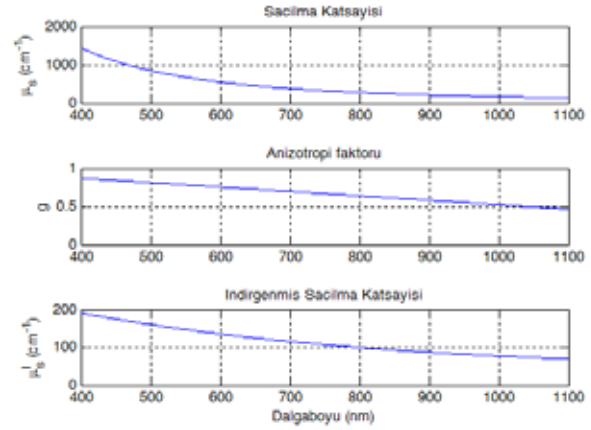 Sacilma Katsayisi
2000
1000
0
μs (cm-1)
400 500 600 700 800 900 1000 1100
Anizotropi faktoru
1
0.5
0
g
400 500 600 700 800 900 1000 1100
Indirgenmis Sacilma Katsayisi
200
100
0
μsI (cm-1)
400 500 600 700 800 900 1000 1100
Dalgaboyu (nm)